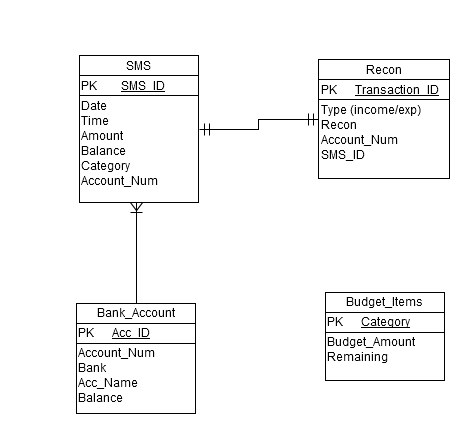 SMS
PK SMS_ID
Date
Time
Amount
Balance
Category
Account_Num
Recon
PK Transaction_ID
Type (income/exp)
Recon
Account_Num
SMS_ID
Bank_Account
PK Acc_ID
Account_Num
Bank
Acc_Name
Balance
Budget_Items
PK Category
Budget_Amount
Remaining